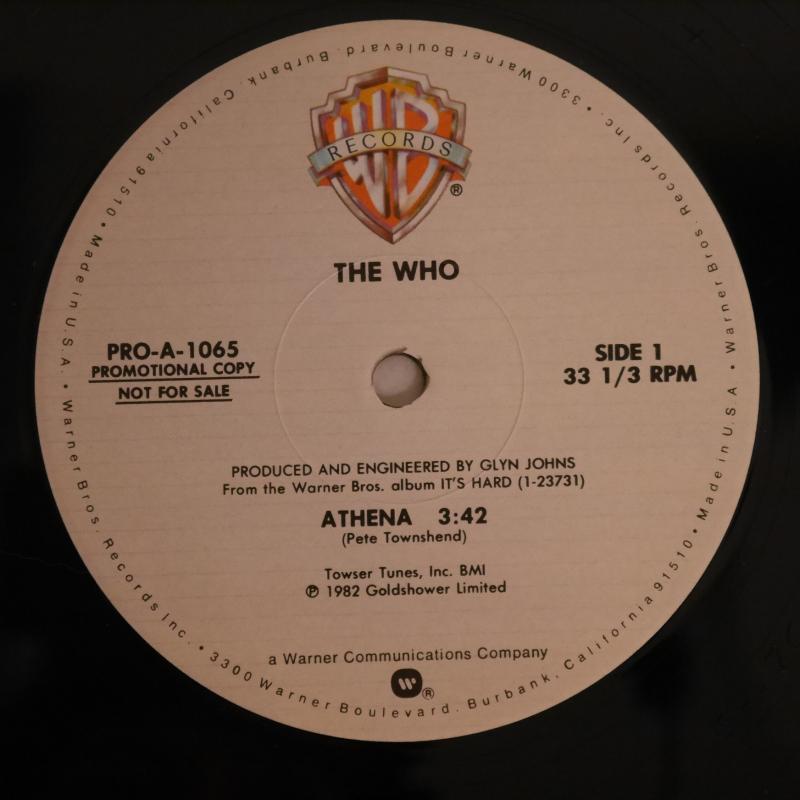 WB
RECORDS
®
THE WHO
PRO-A-1065
PROMOTIONAL COPY
NOT FOR SALE
SIDE 1
33 1/3 RPM
PRODUCED AND ENGINEERED BY GLYN JOHNS
From the Warner Bros. album IT'S HARD (1-23731)
ATHENA 3:42
(Pete Townshend)
Towser Tunes, Inc. BMI
℗ 1982 Goldshower Limited
a Warner Communications Company
®
Warner Bros. Records Inc. • 3300 Warner Boulevard. Burbank. California 91510 • Made in U.S.A. • Warner Bros. Records Inc. • 3300 Warner Boulevard. Burbank. California 91510 • Made in U.S.A •